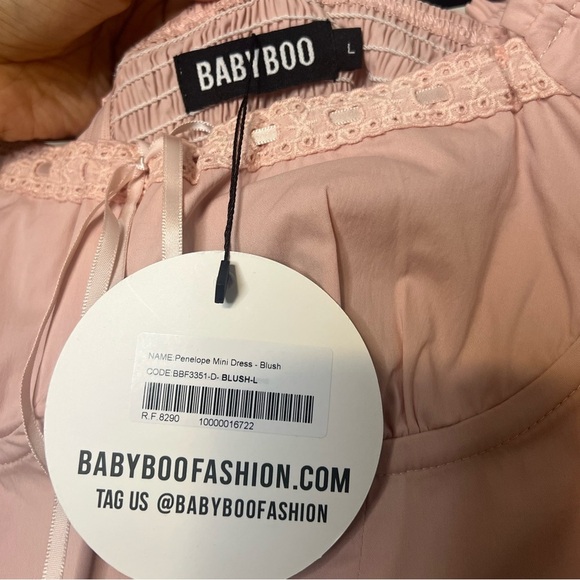 BABYBOO
L
NAME:Penelope Mini Dress - Blush
CODE:BBF3351-D- BLUSH-L
R.F.8290 10000016722
BABYBOOFASHION.COM
TAG US @BABYBOOFASHION